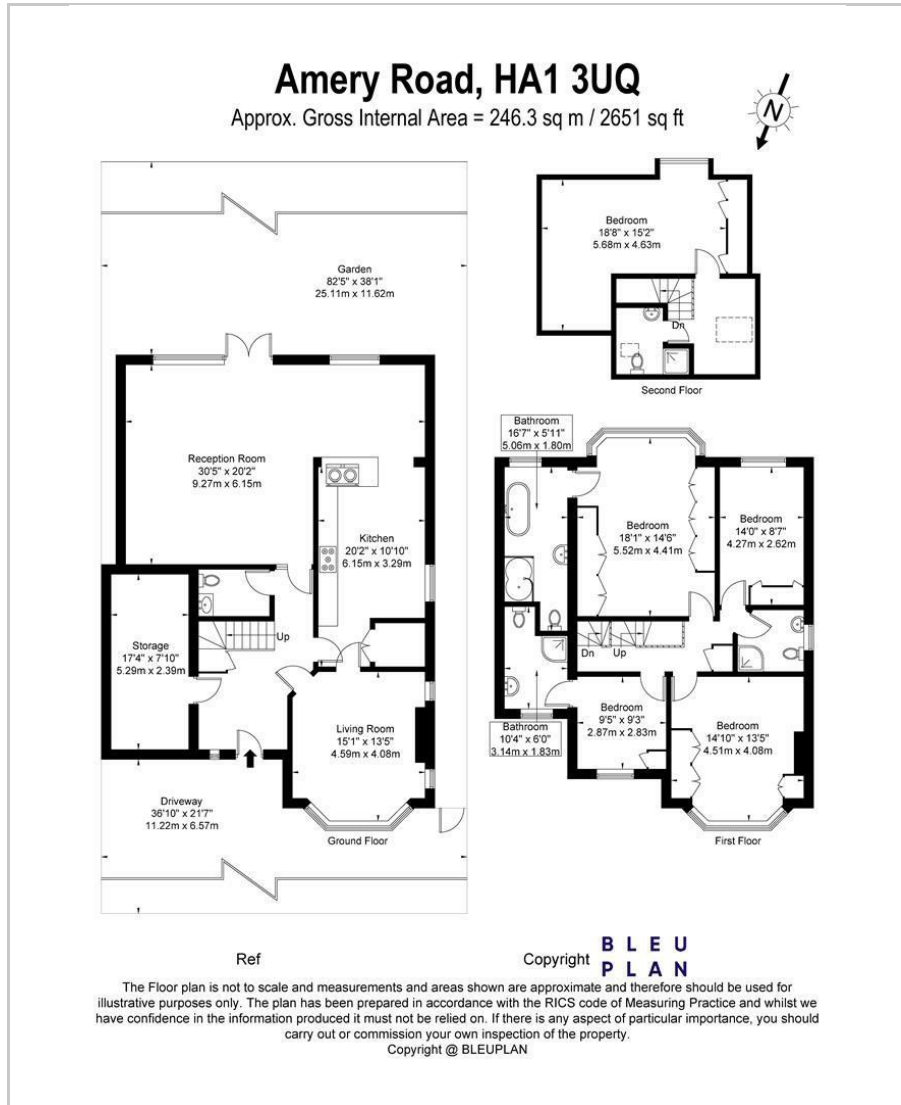 Amery Road, HA1 3UQ
Approx. Gross Internal Area = 246.3 sq m / 2651 sq ft
N
Bedroom
18'8" x 15'2"
5.68m x 4.63m
Dn
Second Floor
Garden
82'5" x 38'1"
25.11m x 11.62m
Reception Room
30'5" x 20'2"
9.27m x 6.15m
Kitchen
20'2" x 10'10"
6.15m x 3.29m
Storage
17'4" x 7'10"
5.29m x 2.39m
Up
Living Room
15'1" x 13'5"
4.59m x 4.08m
Driveway
36'10" x 21'7"
11.22m x 6.57m
Ground Floor
Bathroom
16'7" x 5'11"
5.06m x 1.80m
Bedroom
18'1" x 14'6"
5.52m x 4.41m
Bedroom
14'0" x 8'7"
4.27m x 2.62m
Dn
Up
Bedroom
9'5" x 9'3"
2.87m x 2.83m
Bathroom
10'4" x 6'0"
3.14m x 1.83m
Bedroom
14'10" x 13'5"
4.51m x 4.08m
First Floor
Ref
Copyright
BLEU
PLAN
The Floor plan is not to scale and measurements and areas shown are approximate and therefore should be used for
illustrative purposes only. The plan has been prepared in accordance with the RICS code of Measuring Practice and whilst we
have confidence in the information produced it must not be relied on. If there is any aspect of particular importance, you should
carry out or commission your own inspection of the property.
Copyright @ BLEUPLAN